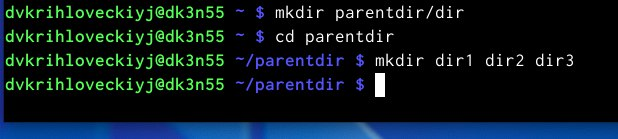 dvkrihloveckiyj@dk3n55 ~ $ mkdir parentdir/dir
dvkrihloveckiyj@dk3n55 ~ $ cd parentdir
dvkrihloveckiyj@dk3n55 ~/parentdir $ mkdir dir1 dir2 dir3
dvkrihloveckiyj@dk3n55 ~/parentdir $